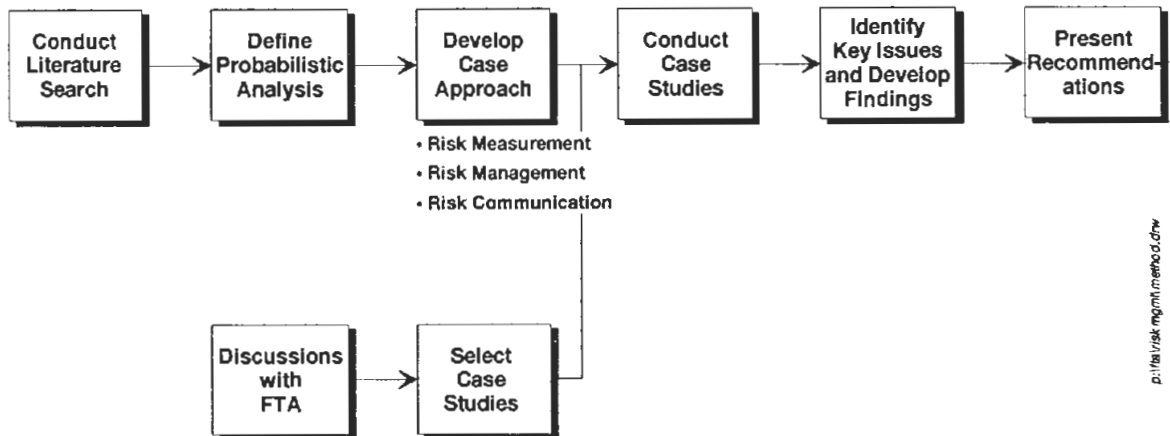 Conduct
Literature
Search
Define
Probabilistic
Analysis
Develop
Case
Approach
Conduct
Case
Studies
Identify
Key Issues
and Develop
Findings
Present
Recommend-
ations
• Risk Measurement
• Risk Management
• Risk Communication
Discussions
with
FTA
Select
Case
Studies
p:\fta\risk mgmt\method.drw